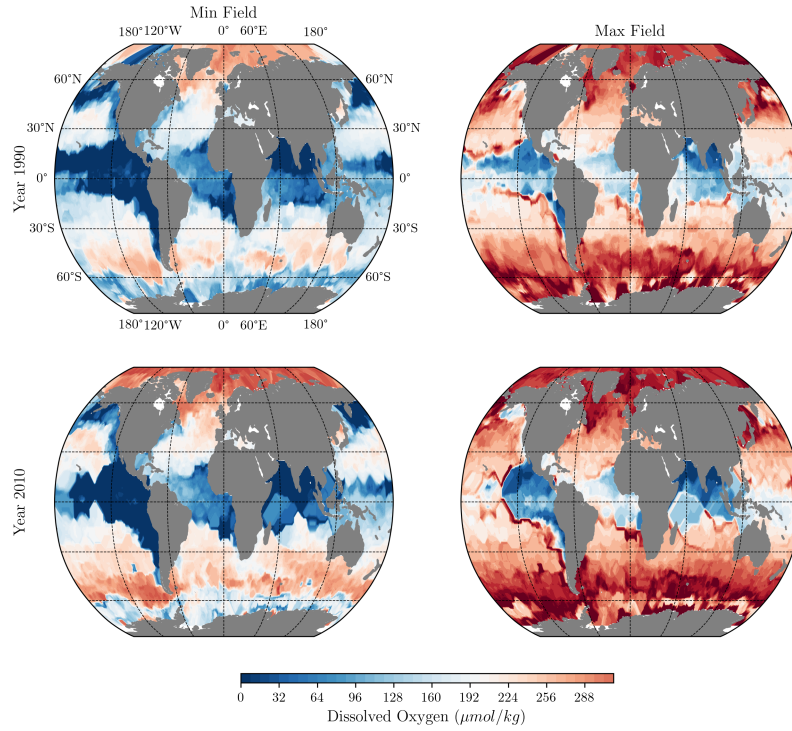 Min Field
Max Field
180° 120°W 0° 60°E 180°
60°N 60°N
30°N 30°N
Year 1990
0° 0°
30°S 30°S
60°S 60°S
180° 120°W 0° 60°E 180°
Year 2010
0 32 64 96 128 160 192 224 256 288
Dissolved Oxygen (μmol/kg)